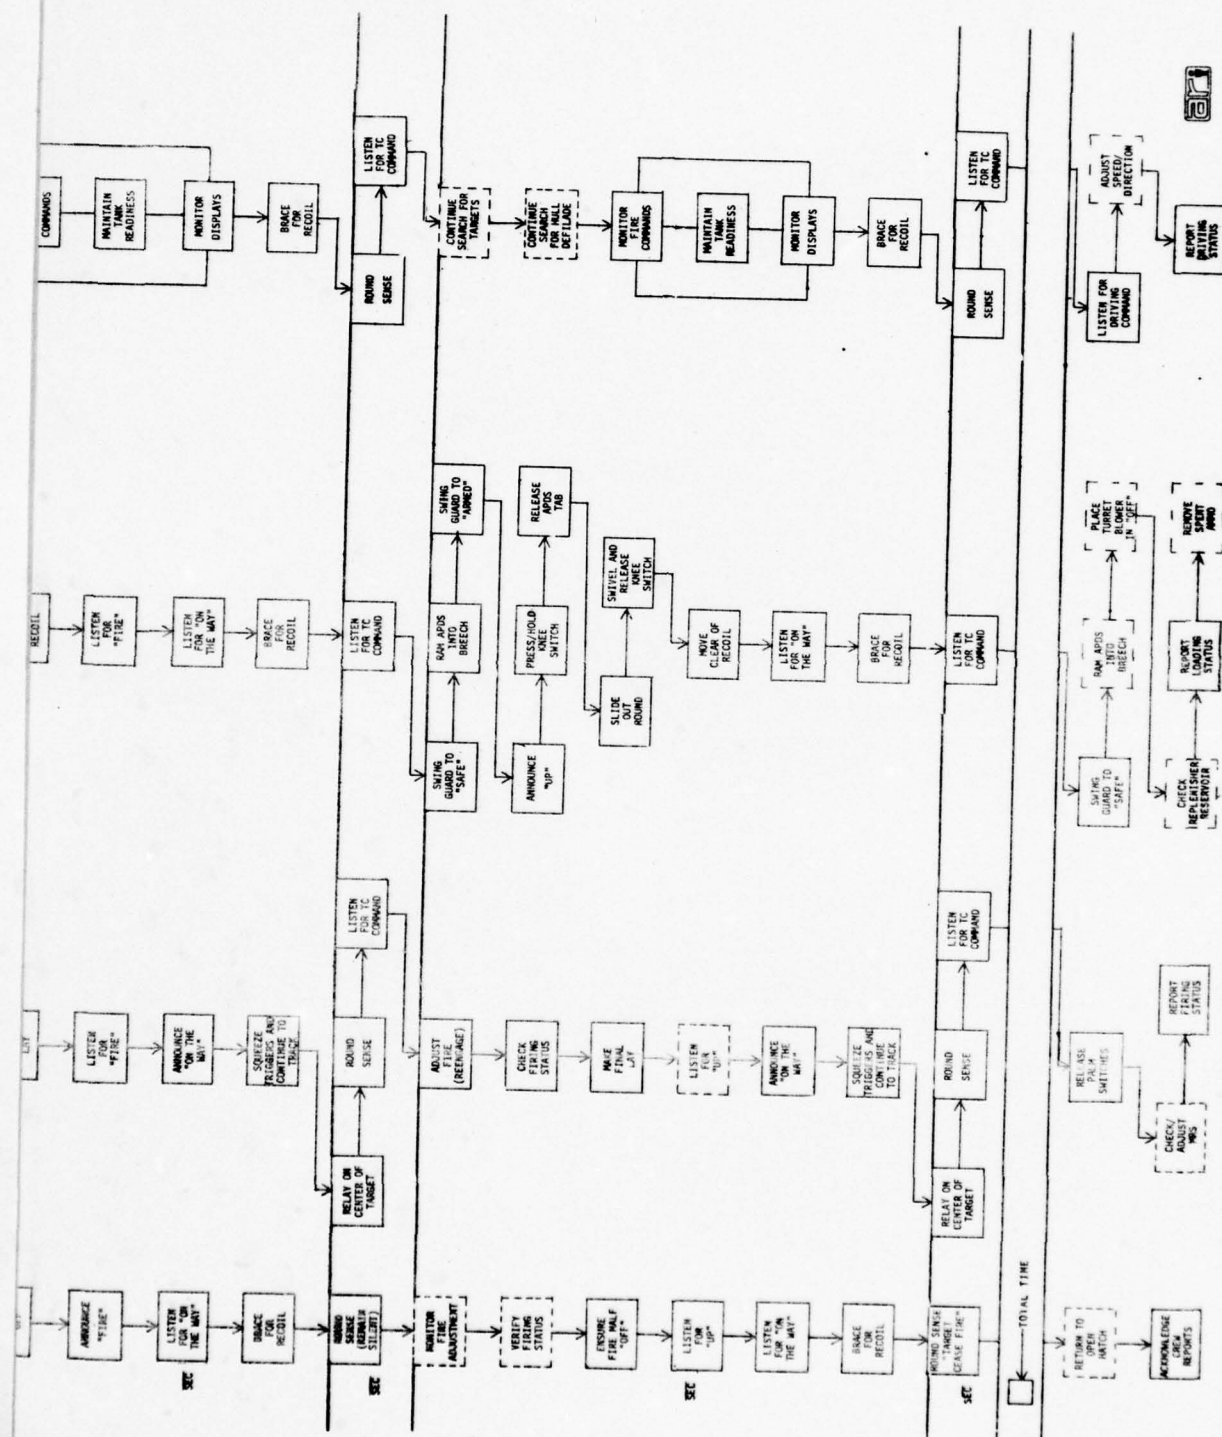 LAY
RECOIL
COMMANDS
ANNOUNCE
"FIRE"
LISTEN
FOR
"FIRE"
LISTEN
FOR
"FIRE"
MAINTAIN
TANK
READINESS
SEC
LISTEN
FOR "ON
THE WAY"
ANNOUNCE
"ON THE
WAY"
LISTEN
FOR "ON
THE WAY"
MONITOR
DISPLAYS
BRACE
FOR
RECOIL
SQUEEZE
TRIGGERS AND
CONTINUE TO
TRACK
BRACE
FOR
RECOIL
BRACE
FOR
RECOIL
SEC
ROUND
SENSE
(REMAIN
SILENT)
RELAY ON
CENTER OF
TARGET
ROUND
SENSE
LISTEN
FOR TC
COMMAND
LISTEN
FOR TC
COMMAND
ROUND
SENSE
LISTEN
FOR TC
COMMAND
MONITOR
FIRE
ADJUSTMENT
ADJUST
FIRE
(REENGAGE)
SWING
GUARD TO
"SAFE"
RAM APDS
INTO
BREECH
SWING
GUARD TO
"ARMED"
CONTINUE
SEARCH FOR
TARGETS
VERIFY
FIRING
STATUS
CHECK
FIRING
STATUS
ANNOUNCE
"UP"
PRESS/HOLD
KNEE
SWITCH
RELEASE
APDS
TAB
CONTINUE
SEARCH
FOR HULL
DEFILADE
ENSURE
FIRE HALF
"OFF"
MAKE
FINAL
LAY
SLIDE
OUT
ROUND
SWIVEL AND
RELEASE
KNEE
SWITCH
MONITOR
FIRE
COMMANDS
SEC
LISTEN
FOR
"UP"
LISTEN
FOR
"UP"
MOVE
CLEAR OF
RECOIL
MAINTAIN
TANK
READINESS
LISTEN
FOR "ON
THE WAY"
ANNOUNCE
"ON THE
WAY"
LISTEN
FOR "ON
THE WAY"
MONITOR
DISPLAYS
BRACE
FOR
RECOIL
SQUEEZE
TRIGGERS AND
CONTINUE
TO TRACK
BRACE
FOR
RECOIL
BRACE
FOR
RECOIL
SEC
ROUND SENSE
"TARGET
CEASE FIRE"
RELAY ON
CENTER OF
TARGET
ROUND
SENSE
LISTEN
FOR TC
COMMAND
LISTEN
FOR TC
COMMAND
ROUND
SENSE
LISTEN
FOR TC
COMMAND
TOTAL TIME
RETURN TO
OPEN
HATCH
RELEASE
PALM
SWITCHES
SWING
GUARD TO
"SAFE"
RAM APDS
INTO
BREECH
PLACE
TURRET
BLOWER
IN "OFF"
LISTEN FOR
DRIVING
COMMAND
ADJUST
SPEED/
DIRECTION
ACKNOWLEDGE
CREW
REPORTS
CHECK/
ADJUST
MRS
REPORT
FIRING
STATUS
CHECK
REPLENISHER
RESERVOIR
REPORT
LOADING
STATUS
REMOVE
SPENT
AMMO
REPORT
DRIVING
STATUS
ari